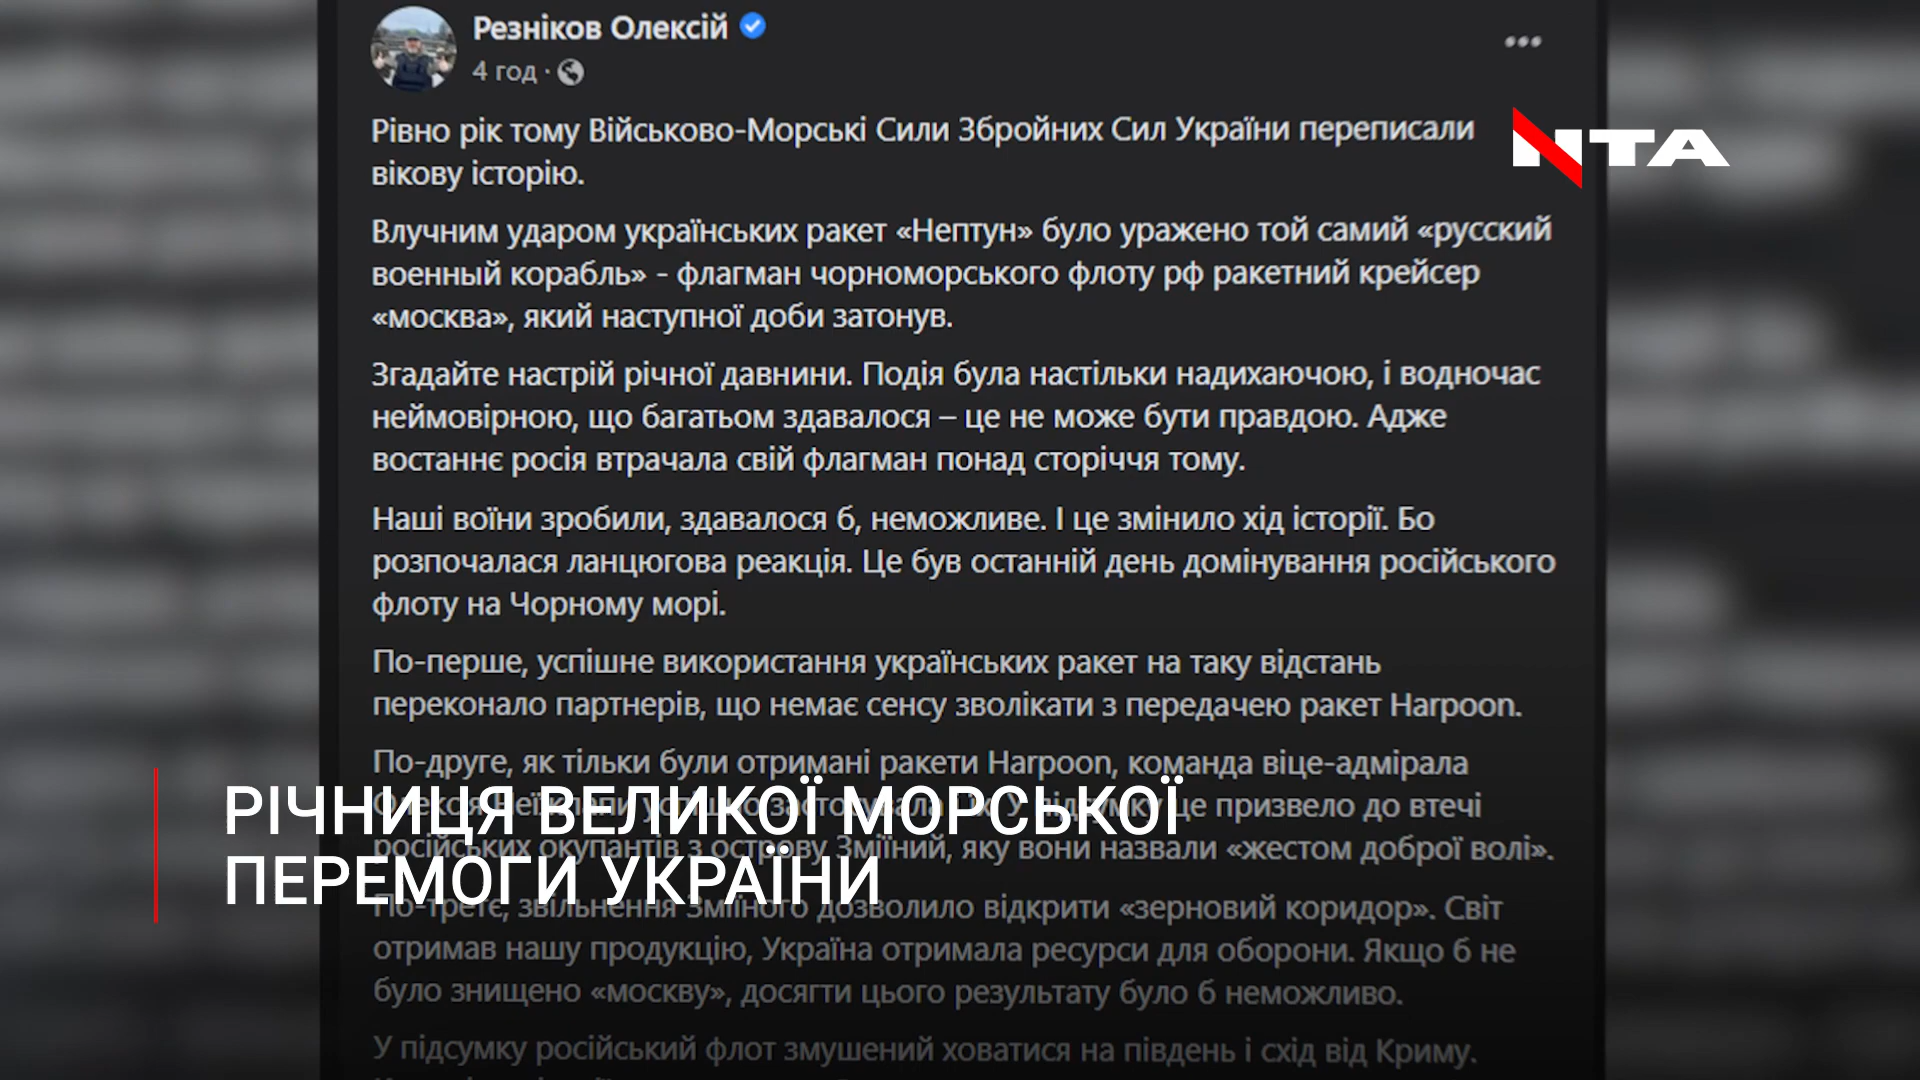 Резніков Олексій
4 год ·
Рівно рік тому Військово-Морські Сили Збройних Сил України переписали
вікову історію.
NTA
Влучним ударом українських ракет «Нептун» було уражено той самий «русский
военный корабль» - флагман чорноморського флоту рф ракетний крейсер
«москва», який наступної доби затонув.
Згадайте настрій річної давнини. Подія була настільки надихаючою, і водночас
неймовірною, що багатьом здавалося – це не може бути правдою. Адже
востаннє росія втрачала свій флагман понад сторіччя тому.
Наші воїни зробили, здавалося б, неможливе. І це змінило хід історії. Бо
розпочалася ланцюгова реакція. Це був останній день домінування російського
флоту на Чорному морі.
По-перше, успішне використання українських ракет на таку відстань
переконало партнерів, що немає сенсу зволікати з передачею ракет Harpoon.
По-друге, як тільки були отримані ракети Harpoon, команда віце-адмірала
це призвело до втечі
російських окупантів з острову Зміїний, яку вони назвали «жестом доброї волі».
РІЧНИЦЯ ВЕЛИКОЇ МОРСЬКОЇ
ПЕРЕМОГИ УКРАЇНИ
По-третє, звільнення Зміїного дозволило відкрити «зерновий коридор». Світ
отримав нашу продукцію, Україна отримала ресурси для оборони. Якщо б не
було знищено «москву», досягти цього результату було б неможливо.
У підсумку російський флот змушений ховатися на південь і схід від Криму.